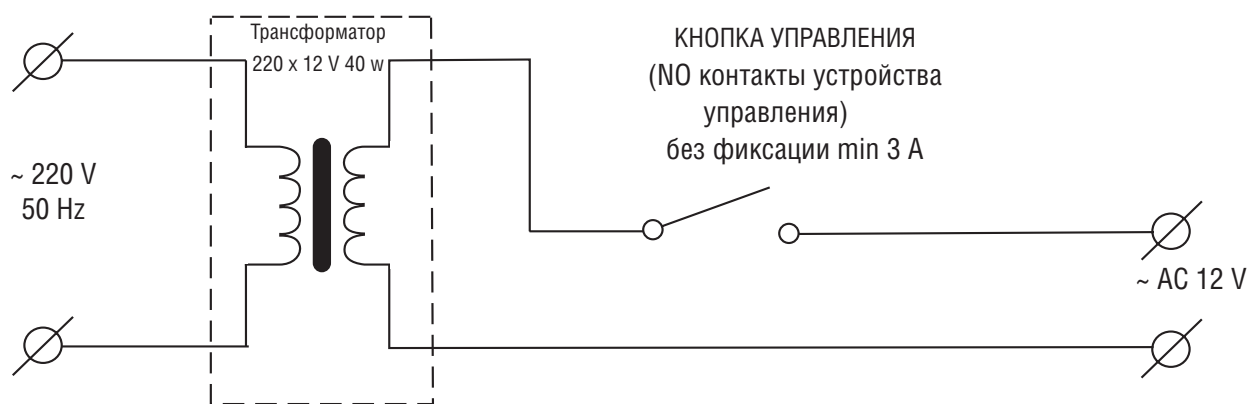 Трансформатор
220 x 12 V 40 w
КНОПКА УПРАВЛЕНИЯ
(NO контакты устройства
управления)
без фиксации min 3 А
~ 220 V
50 Hz
~ AC 12 V